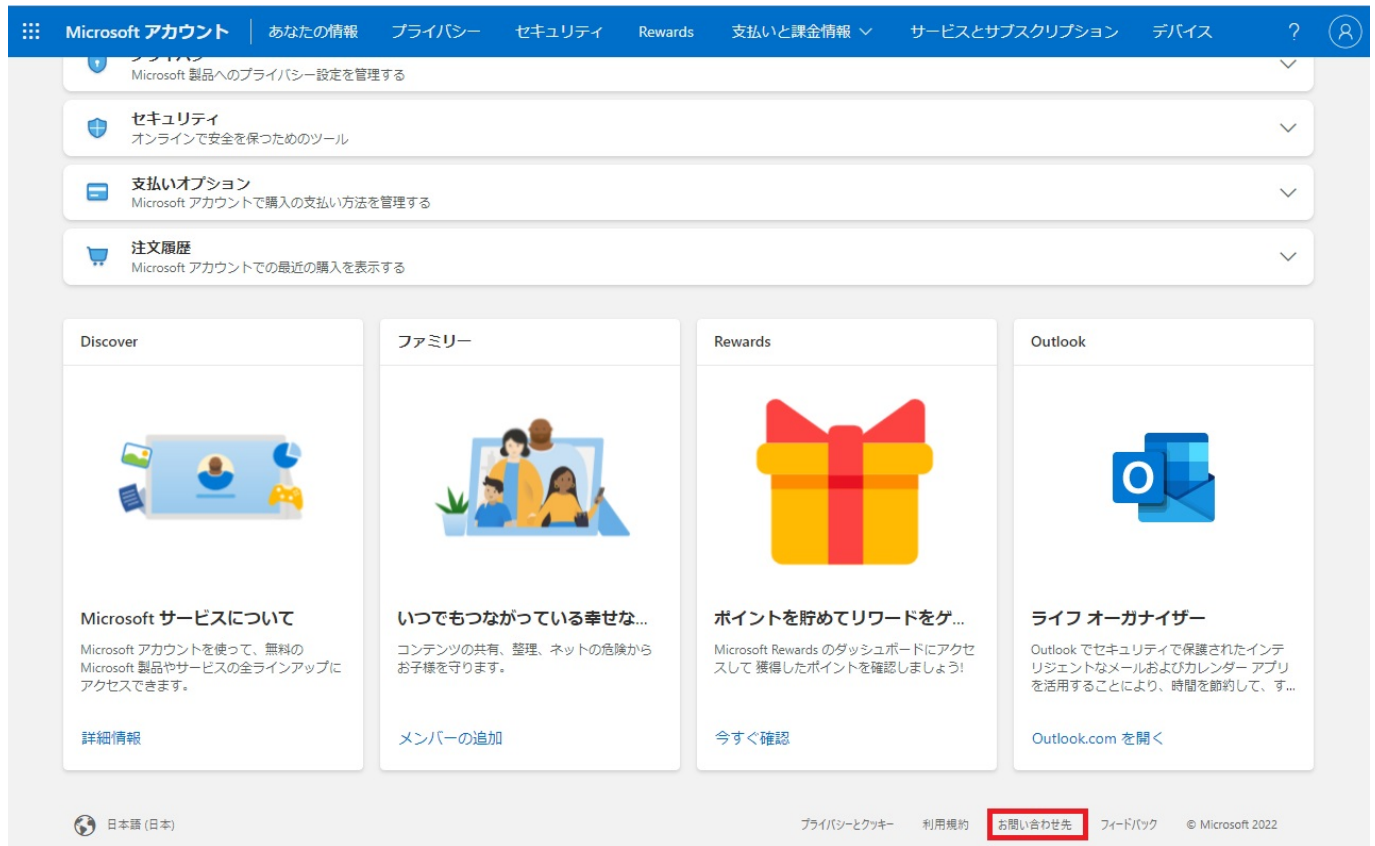 Microsoft アカウント あなたの情報 プライバシー セキュリティ Rewards 支払いと課金情報 サービスとサブスクリプション デバイス ?
Microsoft 製品へのプライバシー設定を管理する
セキュリティ
オンラインで安全を保つためのツール
支払いオプション
Microsoft アカウントで購入の支払い方法を管理する
注文履歴
Microsoft アカウントでの最近の購入を表示する
Discover
ファミリー
Rewards
Outlook
Microsoft サービスについて
Microsoft アカウントを使って、無料の
Microsoft 製品やサービスの全ラインアップに
アクセスできます。
詳細情報
いつでもつながっている幸せな...
コンテンツの共有、整理、ネットの危険から
お子様を守ります。
メンバーの追加
ポイントを貯めてリワードをゲ...
Microsoft Rewards のダッシュボードにアクセ
スして 獲得したポイントを確認しましょう!
今すぐ確認
O
ライフ オーガナイザー
Outlook でセキュリティで保護されたインテ
リジェントなメールおよびカレンダー アプリ
を活用することにより、時間を節約して、す...
Outlook.com を開く
日本語 (日本)
プライバシーとクッキー 利用規約 お問い合わせ先 フィードバック © Microsoft 2022